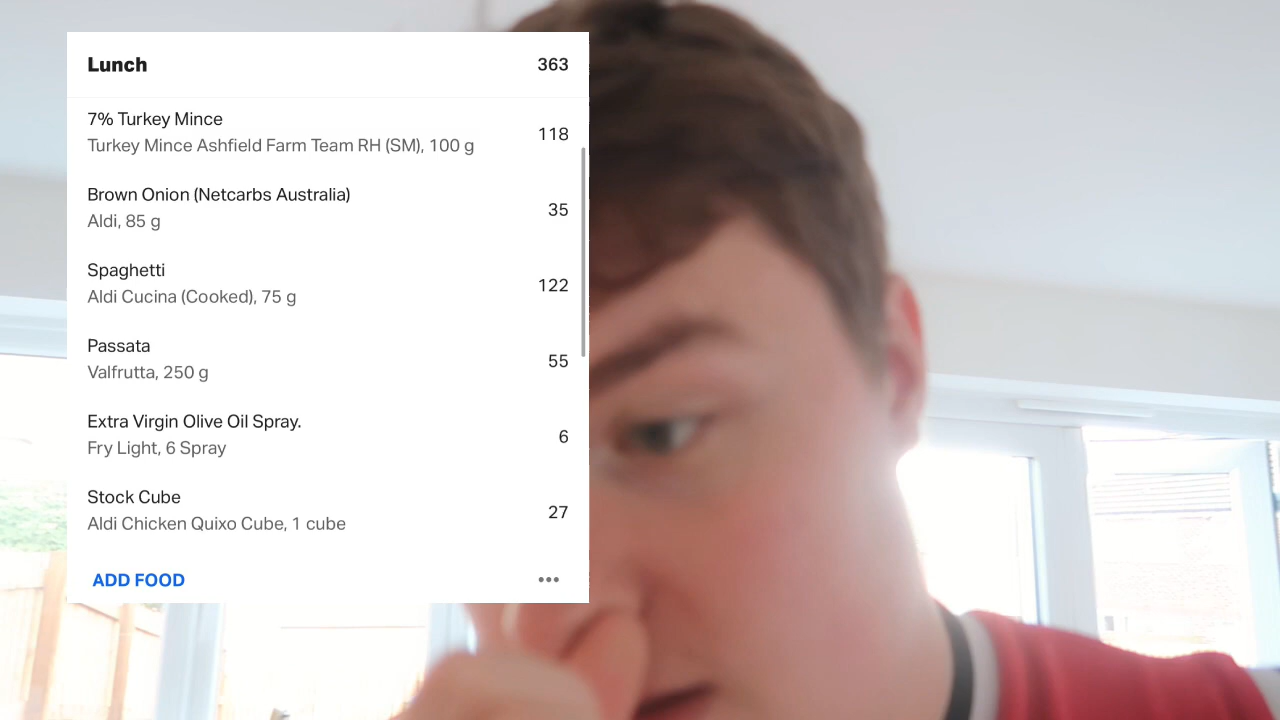 Lunch 363
7% Turkey Mince 118
Turkey Mince Ashfield Farm Team RH (SM), 100 g
Brown Onion (Netcarbs Australia) 35
Aldi, 85 g
Spaghetti 122
Aldi Cucina (Cooked), 75 g
Passata 55
Valfrutta, 250 g
Extra Virgin Olive Oil Spray. 6
Fry Light, 6 Spray
Stock Cube 27
Aldi Chicken Quixo Cube, 1 cube
ADD FOOD